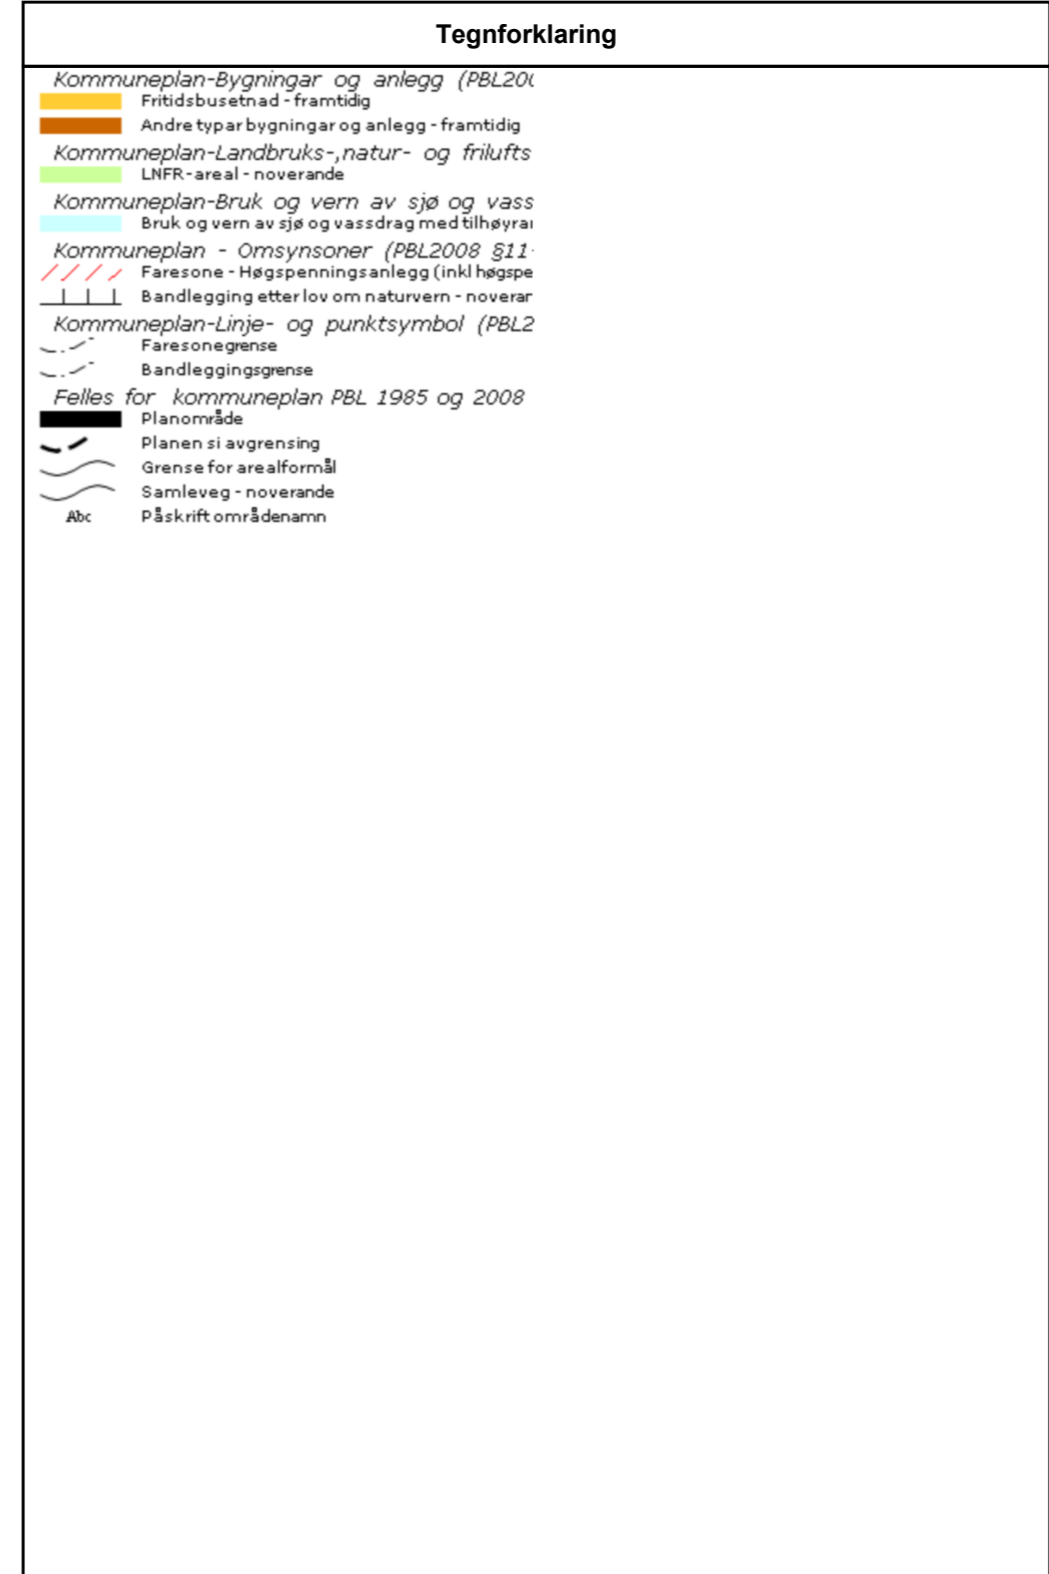 Tegnforklaring
Kommuneplan-Bygningar og anlegg (PBL200
Fritidsbusetnad - framtidig
Andre typar bygningar og anlegg - framtidig
Kommuneplan-Landbruks-,natur- og frilufts
LNFR-areal - noverande
Kommuneplan-Bruk og vern av sjø og vass
Bruk og vern av sjø og vassdrag med tilhøyrar
Kommuneplan - Omsynsoner (PBL2008 §11-
Faresone - Høgspenningsanlegg (inkl høgspe
Bandlegging etter lov om naturvern - noverar
Kommuneplan-Linje- og punktsymbol (PBL2
Faresonegrense
Bandleggingsgrense
Felles for kommuneplan PBL 1985 og 2008
Planområde
Planen si avgrensing
Grense for arealformål
Samleveg - noverande
Abc Påskrift områdenamn